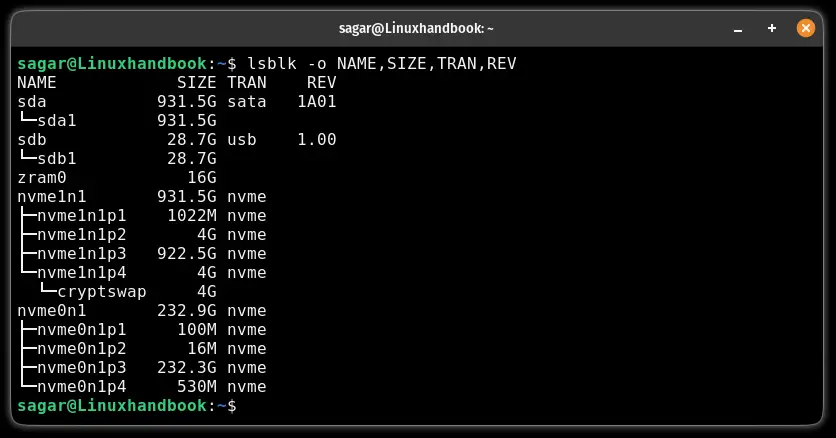 sagar@Linuxhandbook: ~
sagar@Linuxhandbook:~$ lsblk -o NAME,SIZE,TRAN,REV
NAME            SIZE TRAN   REV
sda           931.5G sata   1A01
└─sda1        931.5G
sdb            28.7G usb    1.00
└─sdb1         28.7G
zram0            16G
nvme1n1       931.5G nvme
├─nvme1n1p1    1022M nvme
├─nvme1n1p2       4G nvme
├─nvme1n1p3   922.5G nvme
└─nvme1n1p4       4G nvme
  └─cryptswap     4G
nvme0n1       232.9G nvme
├─nvme0n1p1     100M nvme
├─nvme0n1p2      16M nvme
├─nvme0n1p3   232.3G nvme
└─nvme0n1p4     530M nvme
sagar@Linuxhandbook:~$